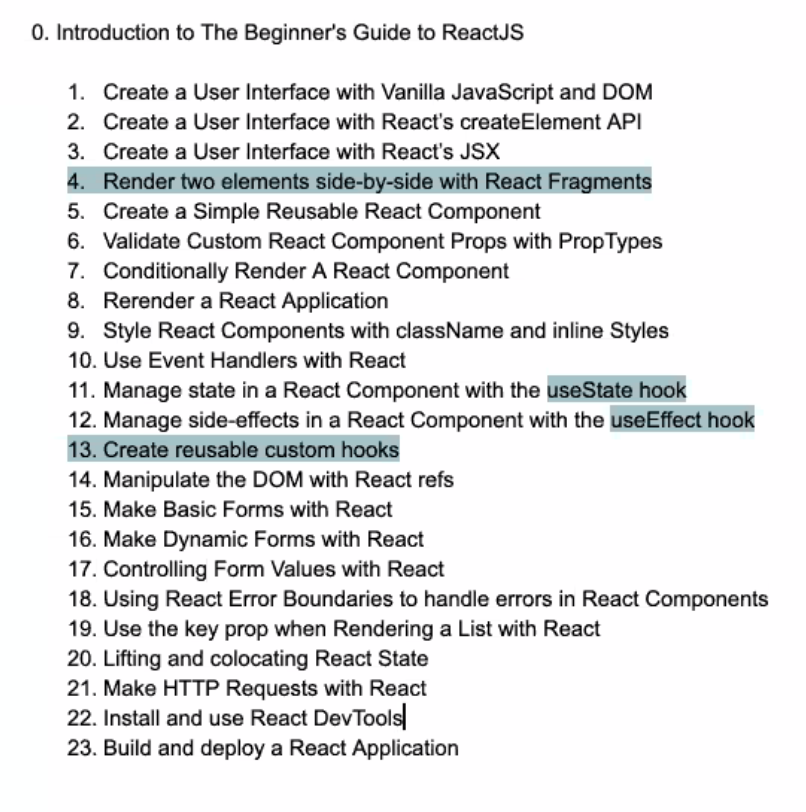 0. Introduction to The Beginner's Guide to ReactJS
1. Create a User Interface with Vanilla JavaScript and DOM
2. Create a User Interface with React's createElement API
3. Create a User Interface with React's JSX
4. Render two elements side-by-side with React Fragments
5. Create a Simple Reusable React Component
6. Validate Custom React Component Props with PropTypes
7. Conditionally Render A React Component
8. Rerender a React Application
9. Style React Components with className and inline Styles
10. Use Event Handlers with React
11. Manage state in a React Component with the useState hook
12. Manage side-effects in a React Component with the useEffect hook
13. Create reusable custom hooks
14. Manipulate the DOM with React refs
15. Make Basic Forms with React
16. Make Dynamic Forms with React
17. Controlling Form Values with React
18. Using React Error Boundaries to handle errors in React Components
19. Use the key prop when Rendering a List with React
20. Lifting and colocating React State
21. Make HTTP Requests with React
22. Install and use React DevTools
23. Build and deploy a React Application